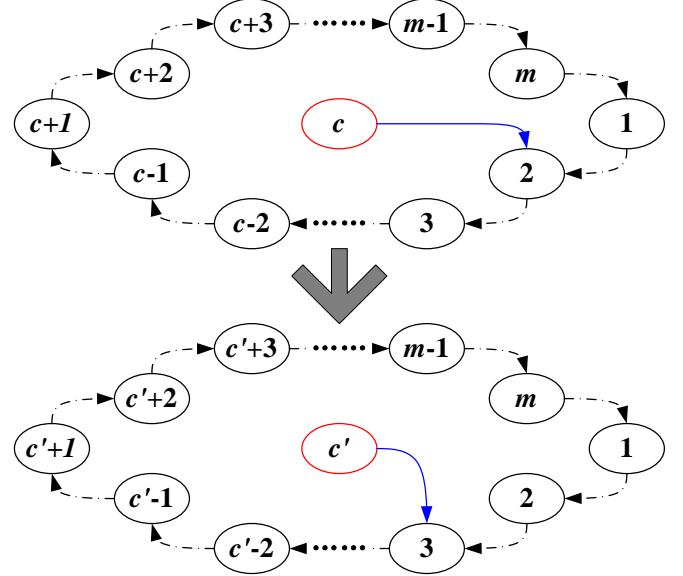 c+3 ······ m-1
c+2 m
c+1 c 1
c-1 2
c-2 ······ 3
c'+3 ······ m-1
c'+2 m
c'+1 c' 1
c'-1 2
c'-2 ······ 3